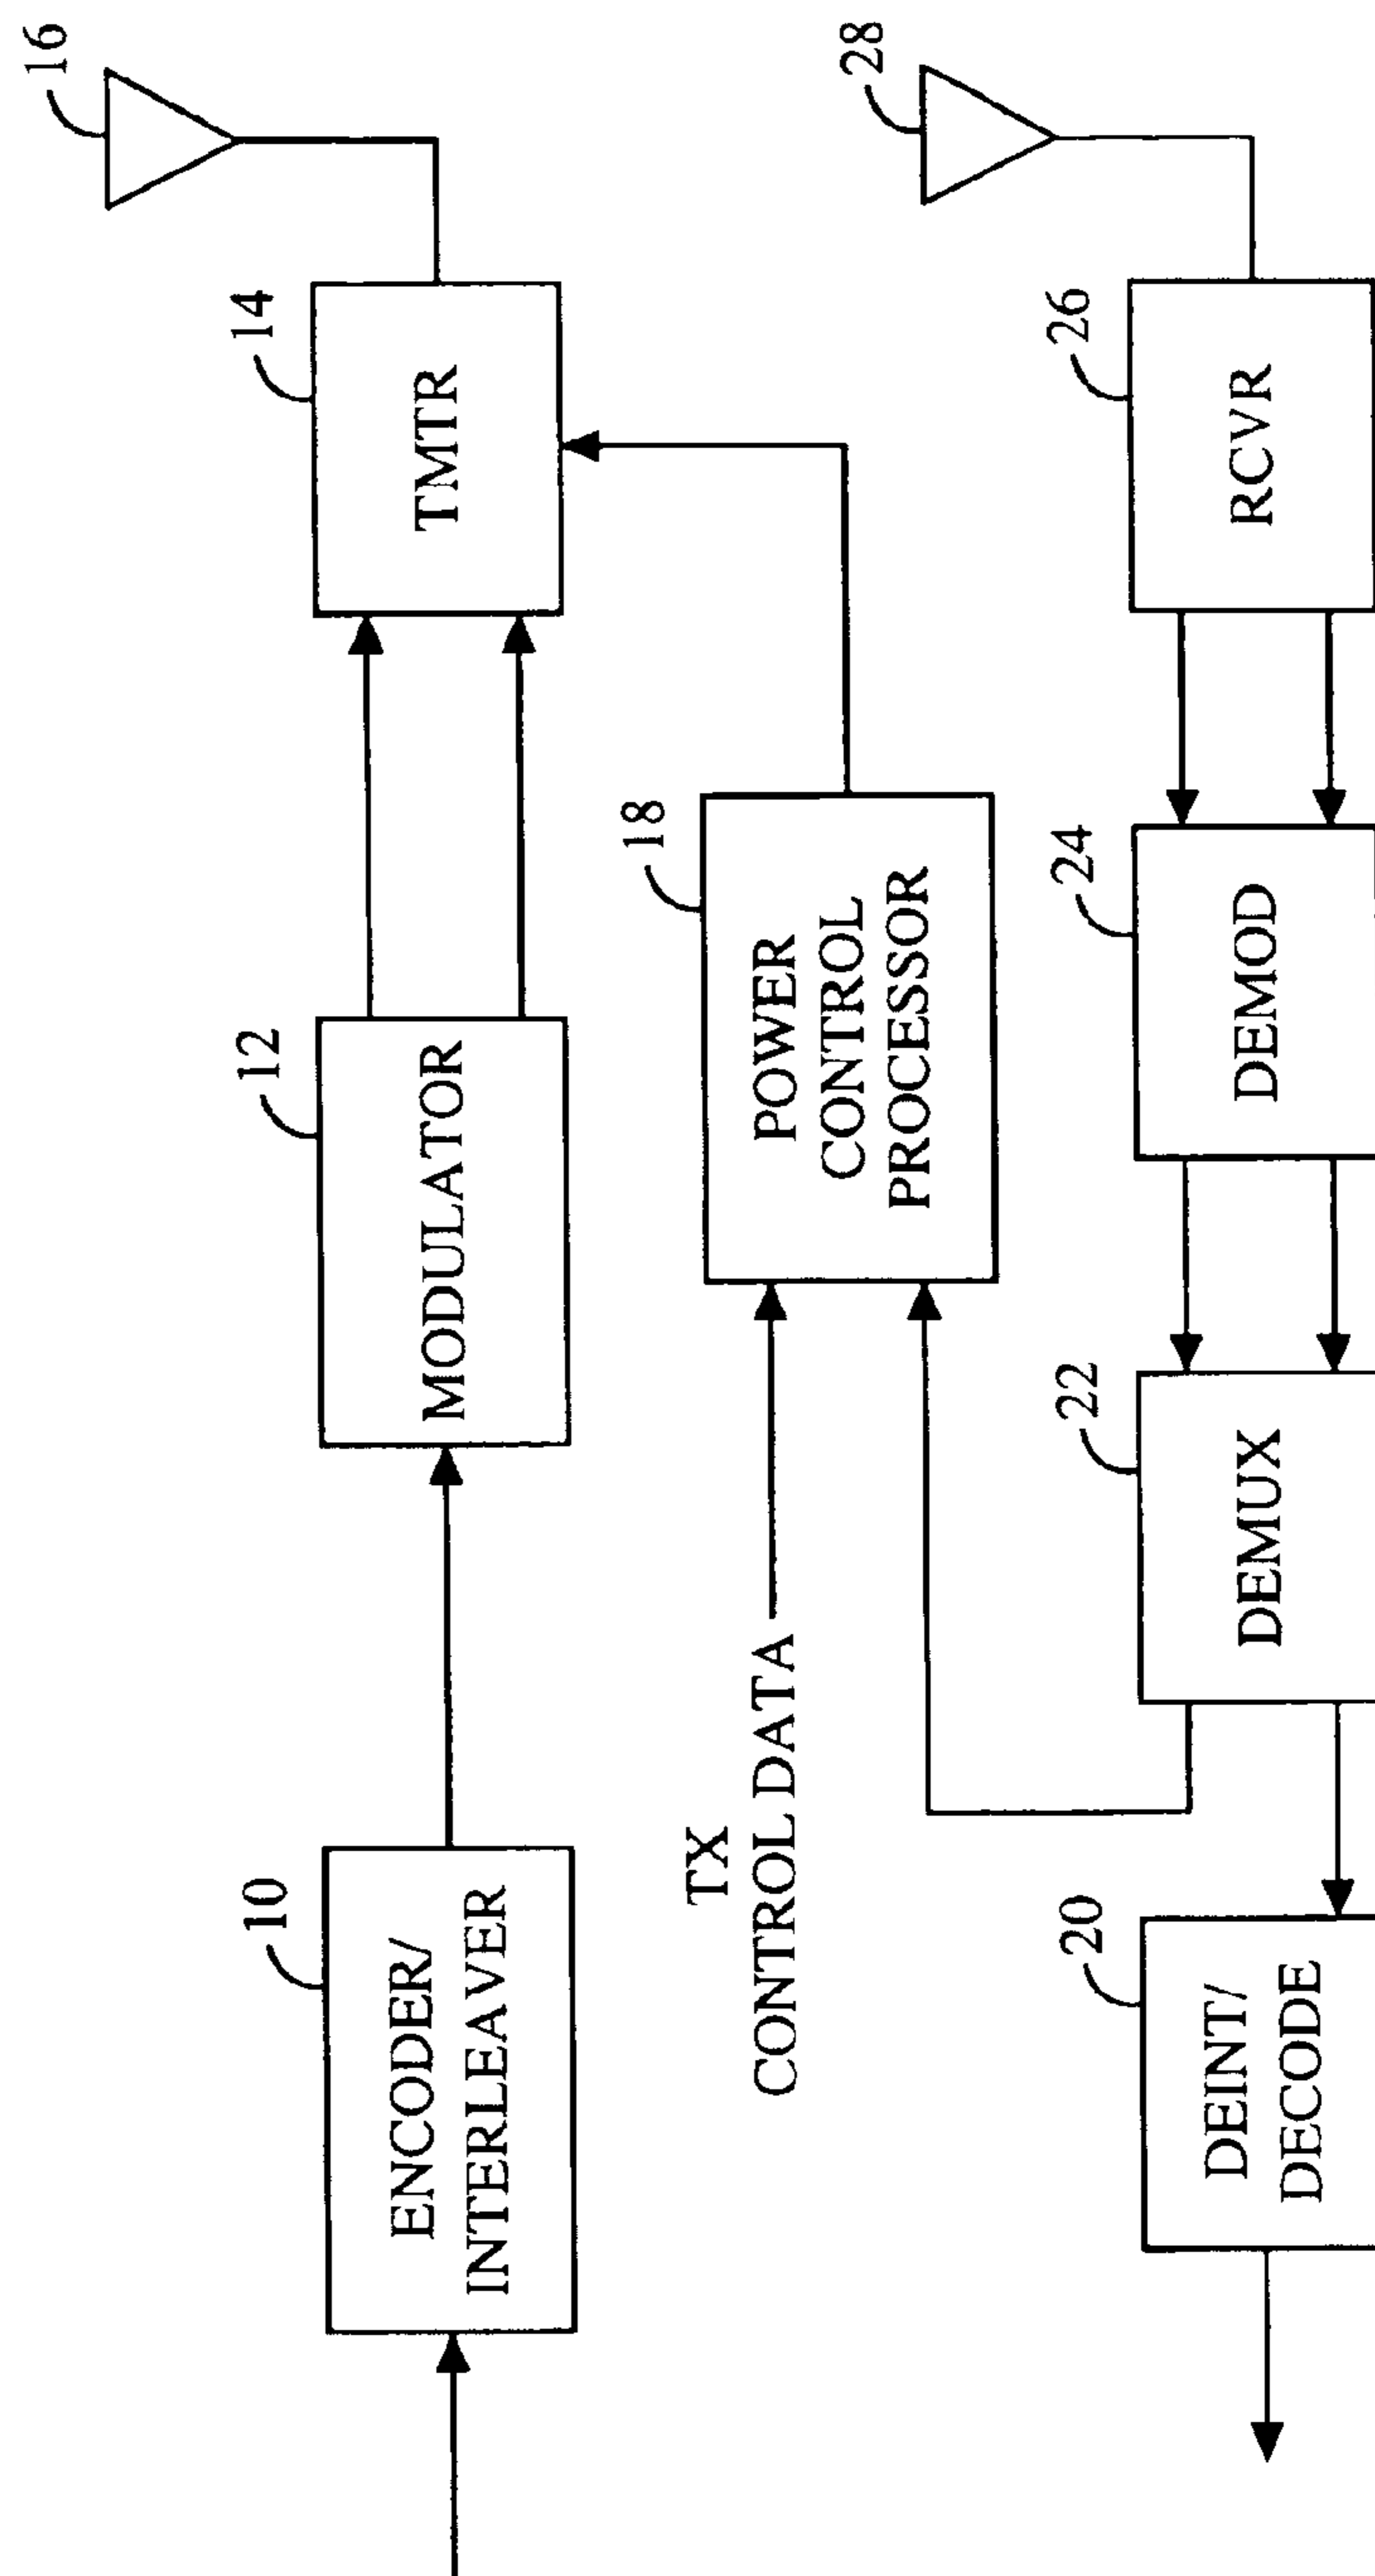 16
14
TMTR
12
MODULATOR
10
ENCODER/
INTERLEAVER
18
POWER
CONTROL
PROCESSOR
TX
CONTROL DATA
28
26
RCVR
24
DEMOD
22
DEMUX
20
DEINT/
DECODE